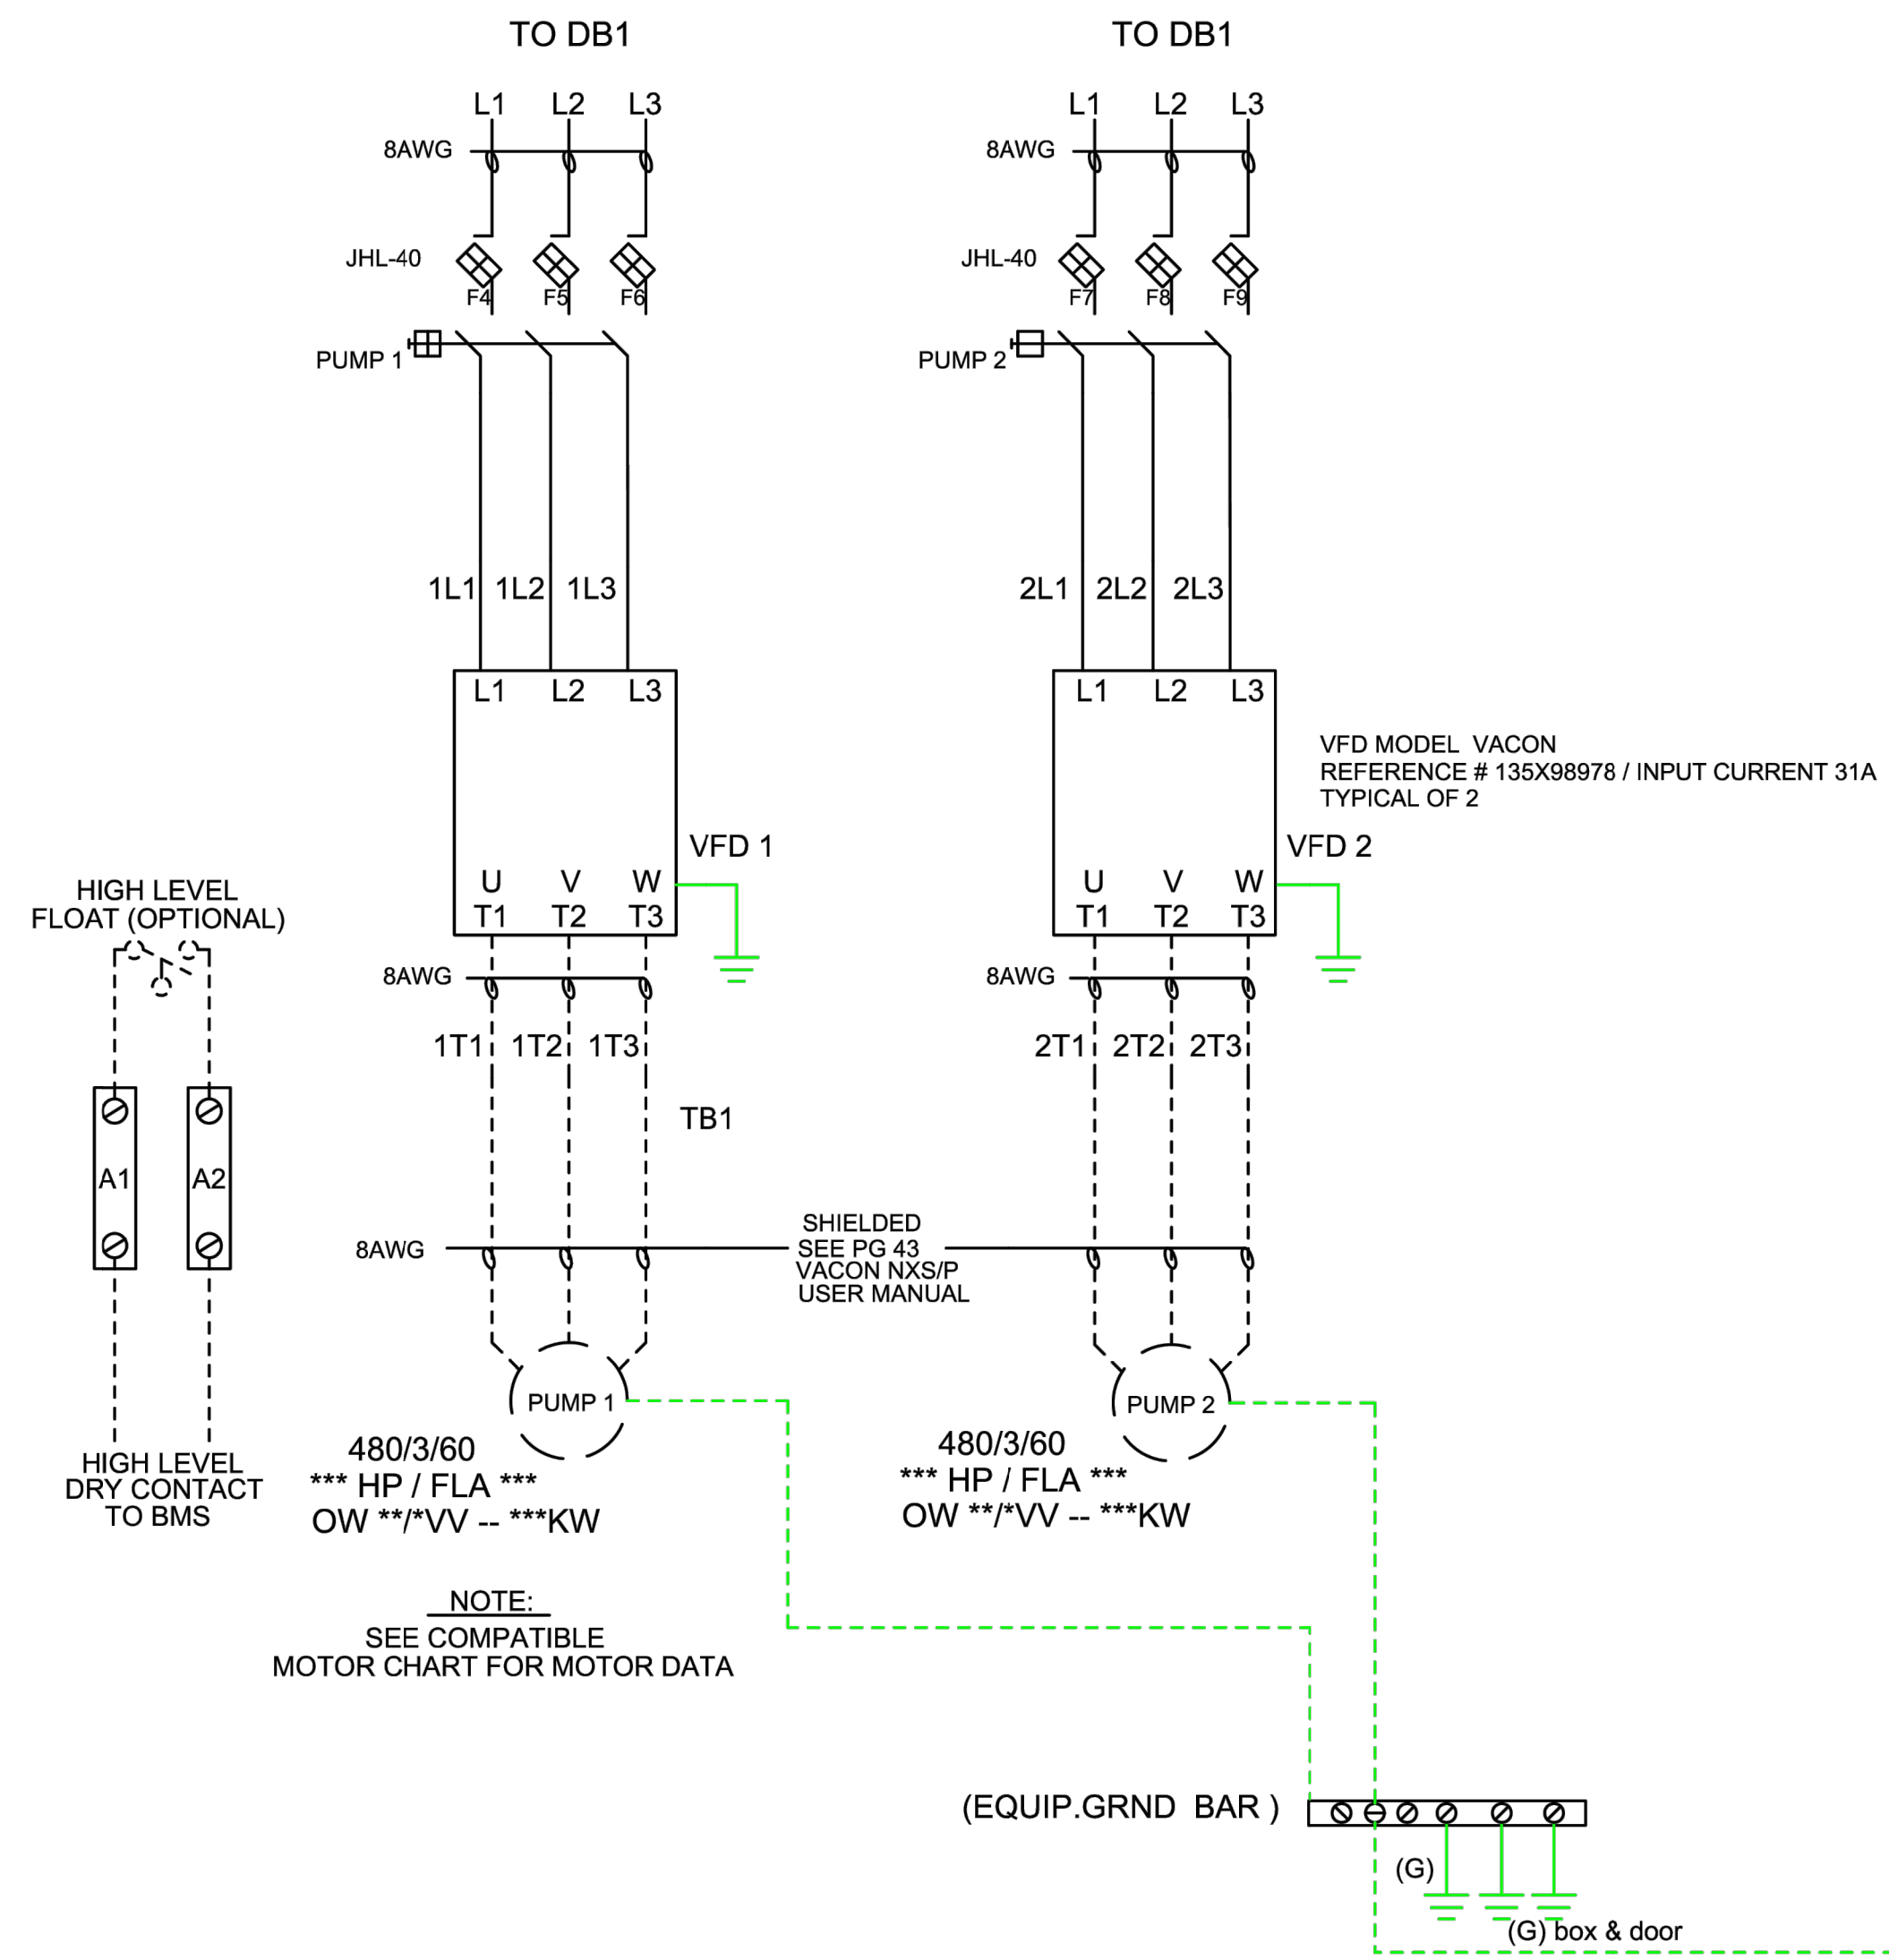 TO DB1
TO DB1
L1 L2 L3
L1 L2 L3
8AWG
8AWG
JHL-40
JHL-40
F4 F5 F6
F7 F8 F9
PUMP 1
PUMP 2
1L1 1L2 1L3
2L1 2L2 2L3
L1 L2 L3
L1 L2 L3
VFD MODEL VACON
REFERENCE # 135X98978 / INPUT CURRENT 31A
TYPICAL OF 2
VFD 1
VFD 2
U V W
T1 T2 T3
U V W
T1 T2 T3
HIGH LEVEL
FLOAT (OPTIONAL)
8AWG
8AWG
1T1 1T2 1T3
2T1 2T2 2T3
TB1
A1
A2
8AWG
SHIELDED
SEE PG 43
VACON NXS/P
USER MANUAL
PUMP 1
PUMP 2
480/3/60
*** HP / FLA ***
OW **/*VV -- ***KW
480/3/60
*** HP / FLA ***
OW **/*VV -- ***KW
HIGH LEVEL
DRY CONTACT
TO BMS
NOTE:
SEE COMPATIBLE
MOTOR CHART FOR MOTOR DATA
(EQUIP.GRND BAR )
(G)
(G) box & door